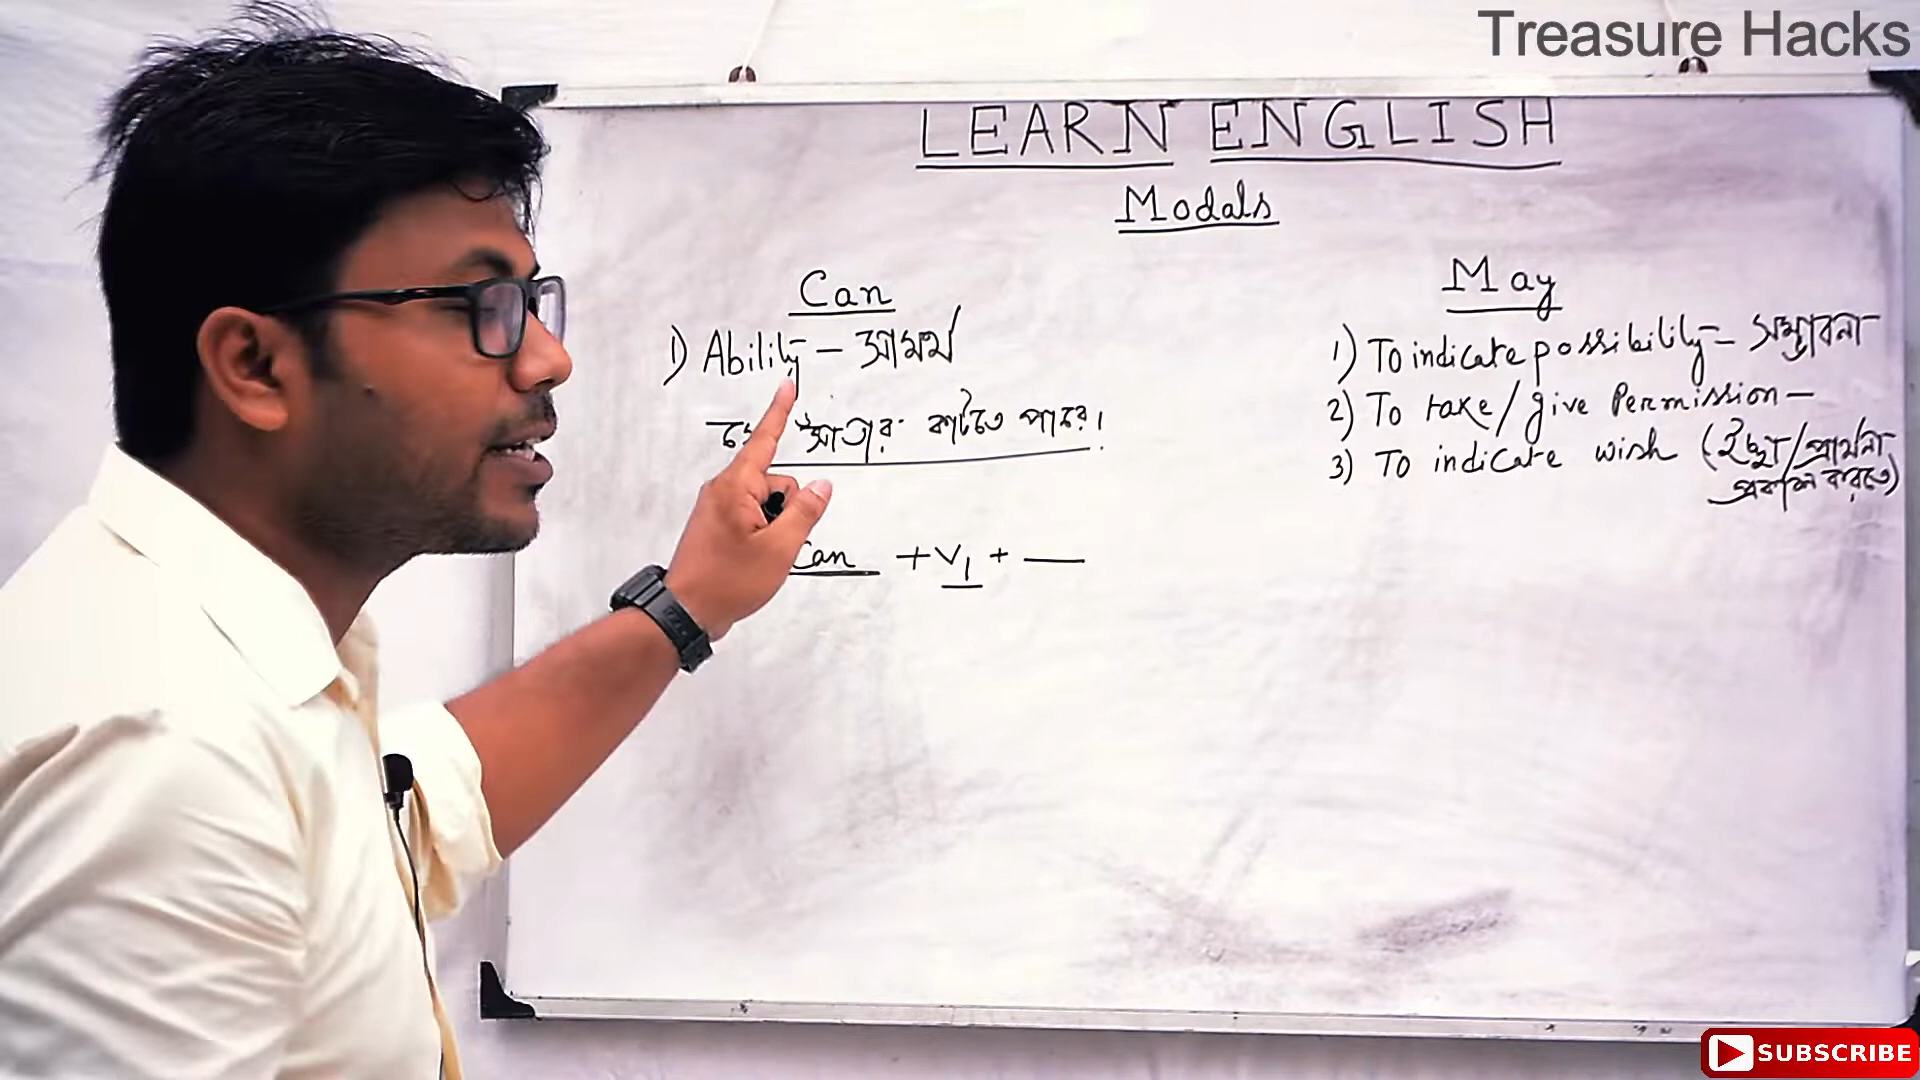 Treasure Hacks
LEARN ENGLISH
Modals
Can
1) Ability – সামর্থ
সাতার কাটতে পারে।
Can + V1 + —
May
1) To indicate possibility – সম্ভাবনা
2) To take/give Permission –
3) To indicate wish (ইচ্ছা/প্রার্থনা
প্রকাশ করতে)
SUBSCRIBE